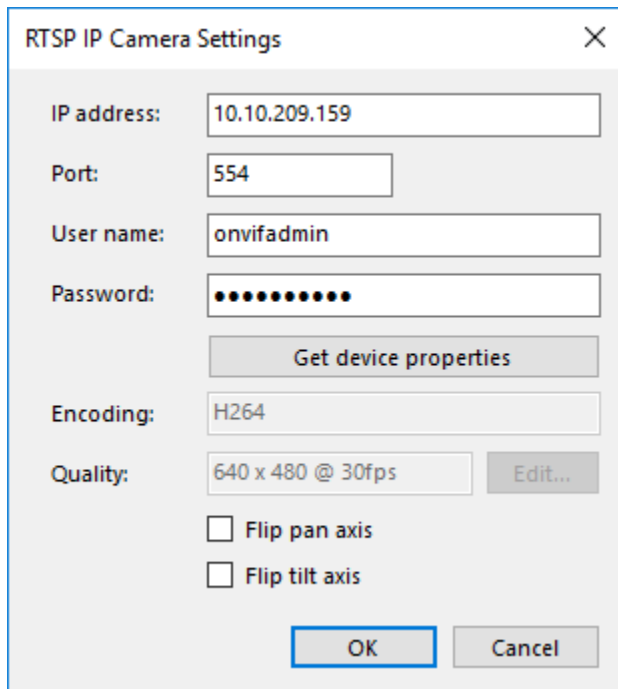 RTSP IP Camera Settings
IP address: 10.10.209.159
Port: 554
User name: onvifadmin
Password: ●●●●●●●●●●
Get device properties
Encoding: H264
Quality: 640 x 480 @ 30fps Edit...
Flip pan axis
Flip tilt axis
OK Cancel